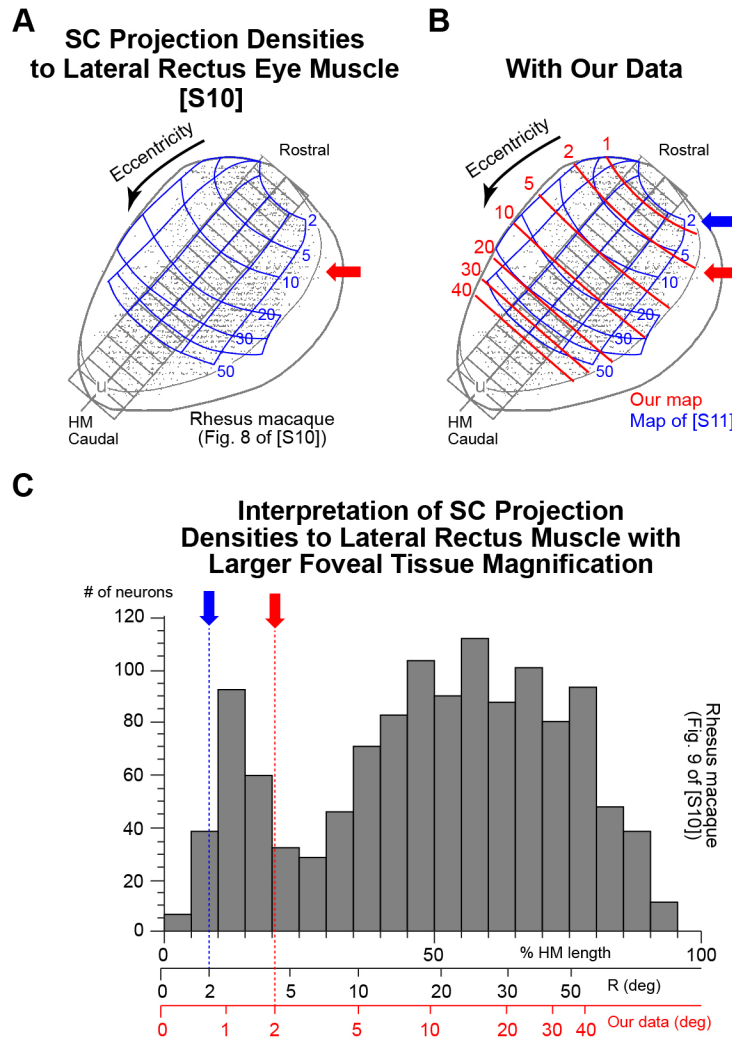 A
SC Projection Densities
to Lateral Rectus Eye Muscle
[S10]
Eccentricity
Rostral
2
5
10
20
30
50
u
HM
Caudal
Rhesus macaque
(Fig. 8 of [S10])
B
With Our Data
Eccentricity
Rostral
1
2
5
10
20
30
40
2
5
10
20
30
50
u
HM
Caudal
Our map
Map of [S11]
C
Interpretation of SC Projection
Densities to Lateral Rectus Muscle with
Larger Foveal Tissue Magnification
# of neurons
120
100
80
60
40
20
0
Rhesus macaque
(Fig. 9 of [S10])
0 50 % HM length 100
0 2 5 10 20 30 50 R (deg)
0 1 2 5 10 20 30 40 Our data (deg)